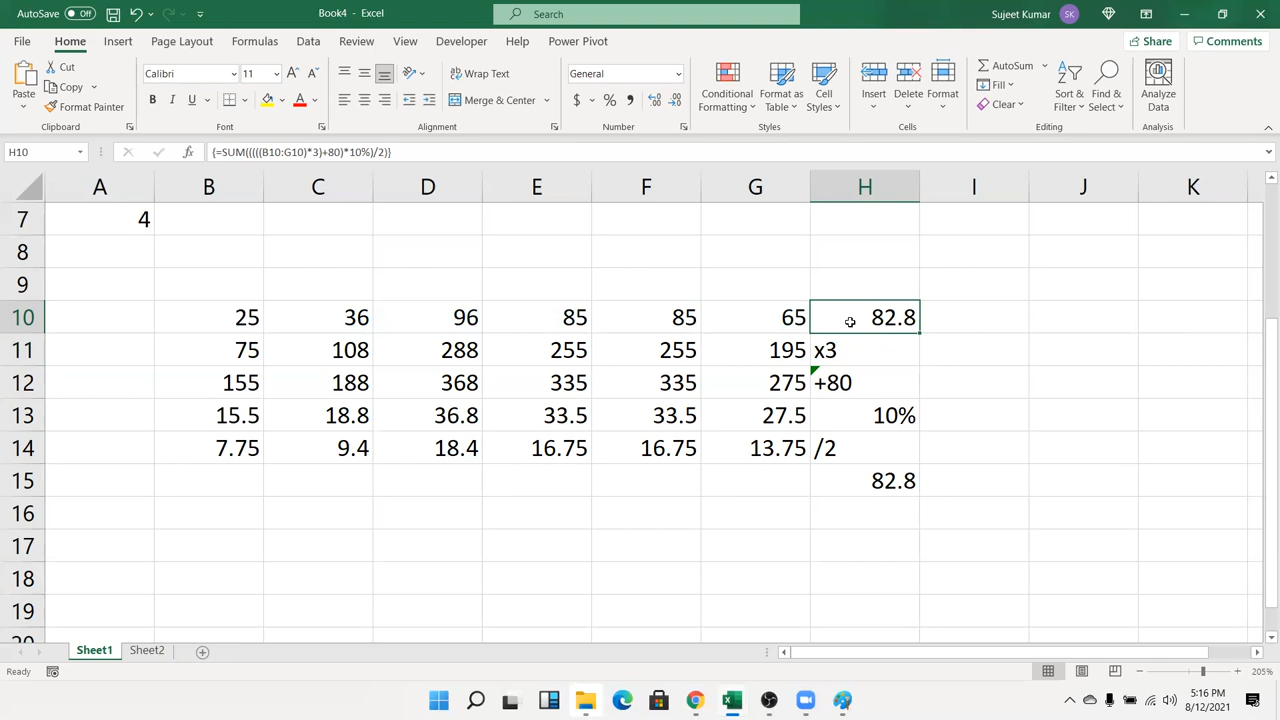 AutoSave Off Book4 - Excel Search Sujeet Kumar SK
File Home Insert Page Layout Formulas Data Review View Developer Help Power Pivot Share Comments
Paste Cut Copy Format Painter Clipboard
Calibri 11 B I U A Font
Wrap Text Merge & Center Alignment
General $ % , Number
Conditional Formatting Format as Table Cell Styles Styles
Insert Delete Format Cells
AutoSum Fill Clear Sort & Filter Find & Select Editing
Analyze Data Analysis
H10 fx {=SUM(((((B10:G10)*3)+80)*10%)/2)}
A B C D E F G H I J K
7 4
8
9
10 25 36 96 85 85 65 82.8
11 75 108 288 255 255 195 x3
12 155 188 368 335 335 275 +80
13 15.5 18.8 36.8 33.5 33.5 27.5 10%
14 7.75 9.4 18.4 16.75 16.75 13.75 /2
15 82.8
16
17
18
19
Sheet1 Sheet2
Ready 205%
5:16 PM
8/12/2021